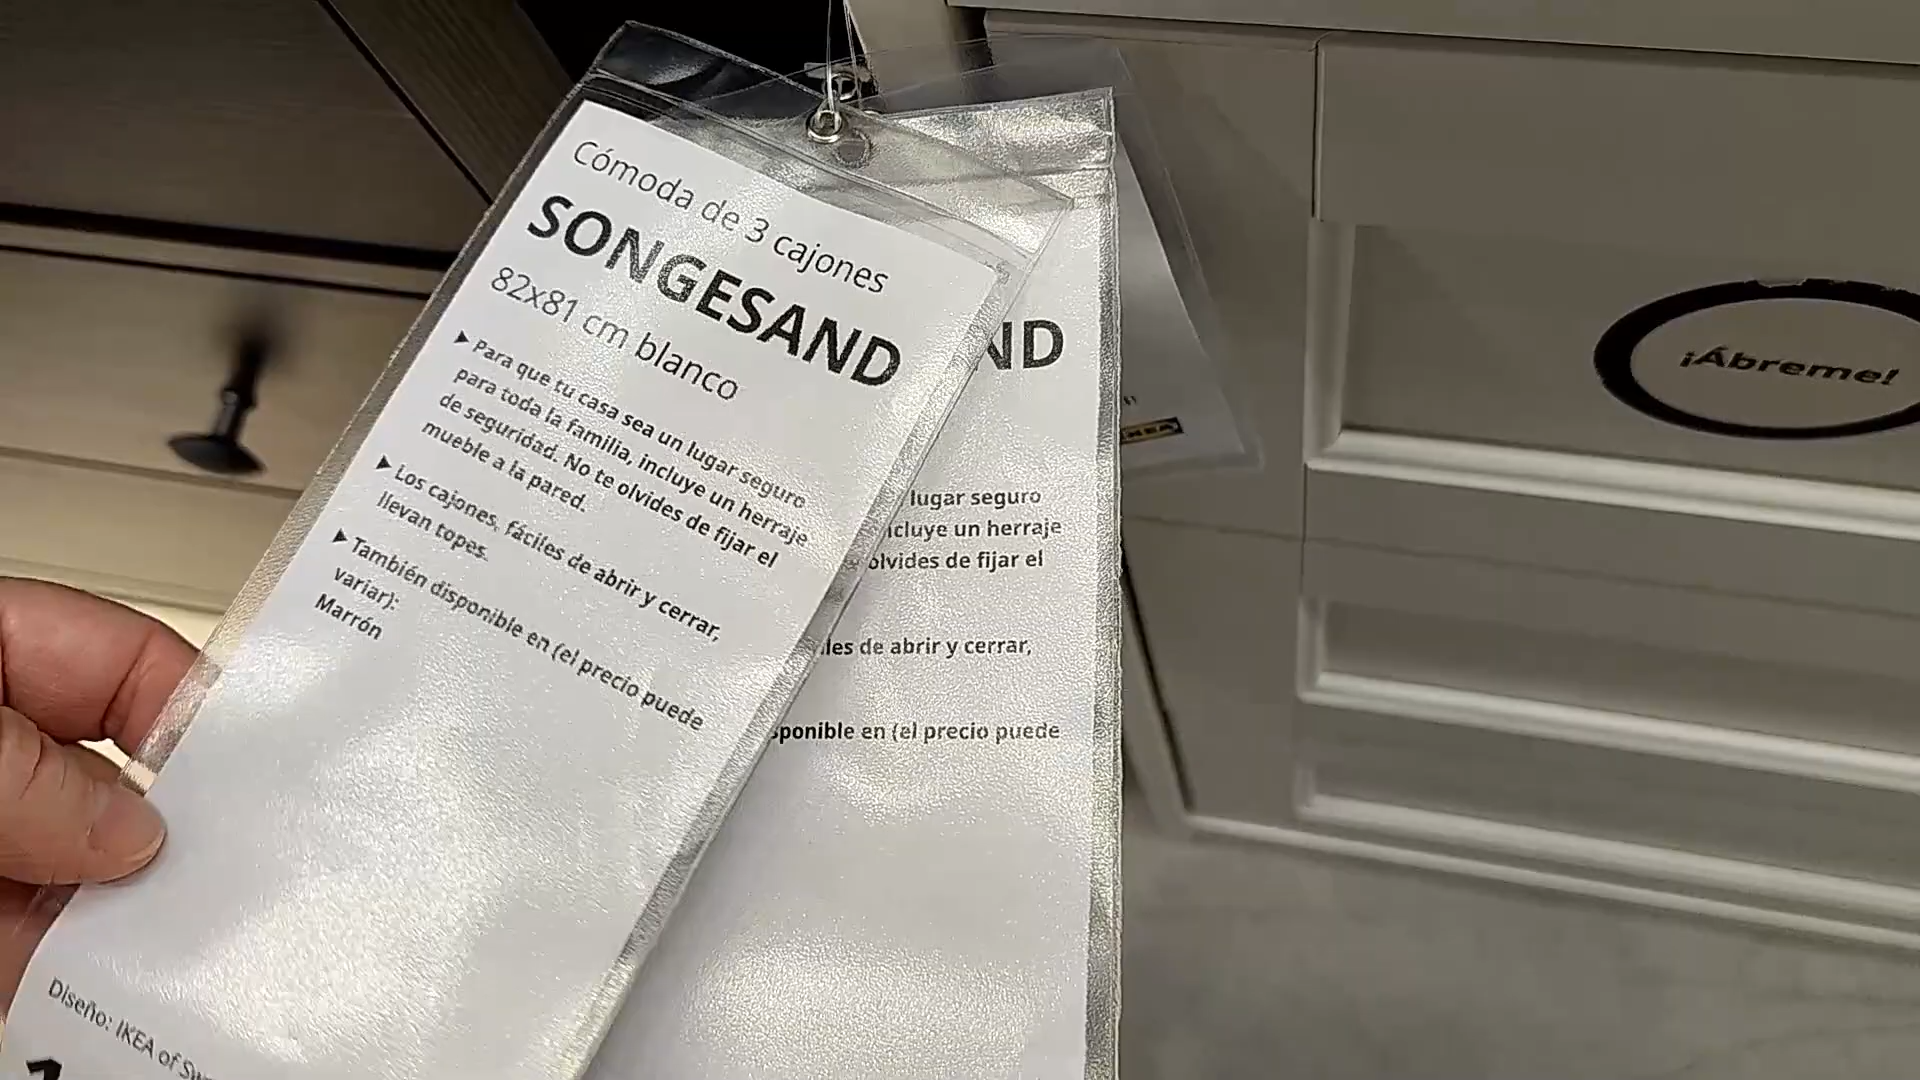 Cómoda de 3 cajones
SONGESAND
82x81 cm blanco
▶ Para que tu casa sea un lugar seguro
para toda la familia, incluye un herraje
de seguridad. No te olvides de fijar el
mueble a la pared.
▶ Los cajones, fáciles de abrir y cerrar,
llevan topes.
▶ También disponible en (el precio puede
variar):
Marrón
Diseño: IKEA of
ND
lugar seguro
un herraje
olvides de fijar el
de abrir y cerrar,
en (el precio puede
IKEA
¡Ábreme!